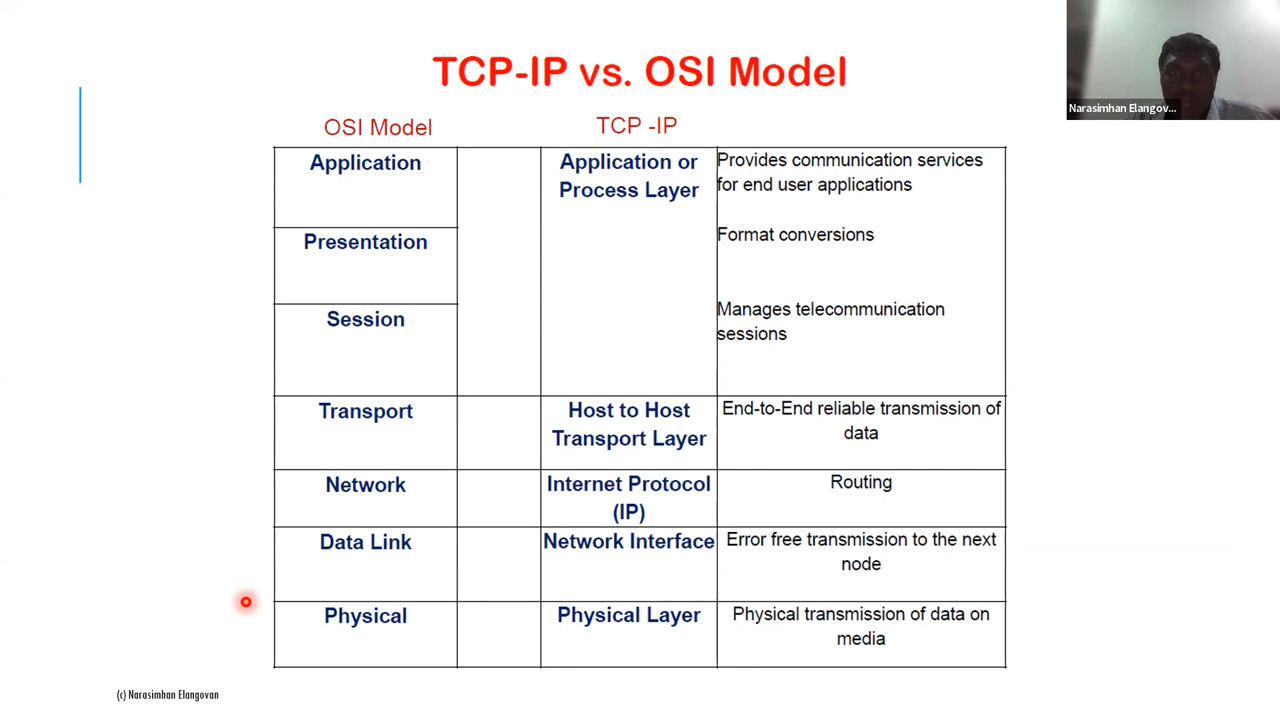 TCP-IP vs. OSI Model
Narasimhan Elangov...
OSI Model
TCP -IP
Application
Application or
Process Layer
Provides communication services
for end user applications
Presentation
Format conversions
Session
Manages telecommunication
sessions
Transport
Host to Host
Transport Layer
End-to-End reliable transmission of
data
Network
Internet Protocol
(IP)
Routing
Data Link
Network Interface
Error free transmission to the next
node
Physical
Physical Layer
Physical transmission of data on
media
(c) Narasimhan Elangovan